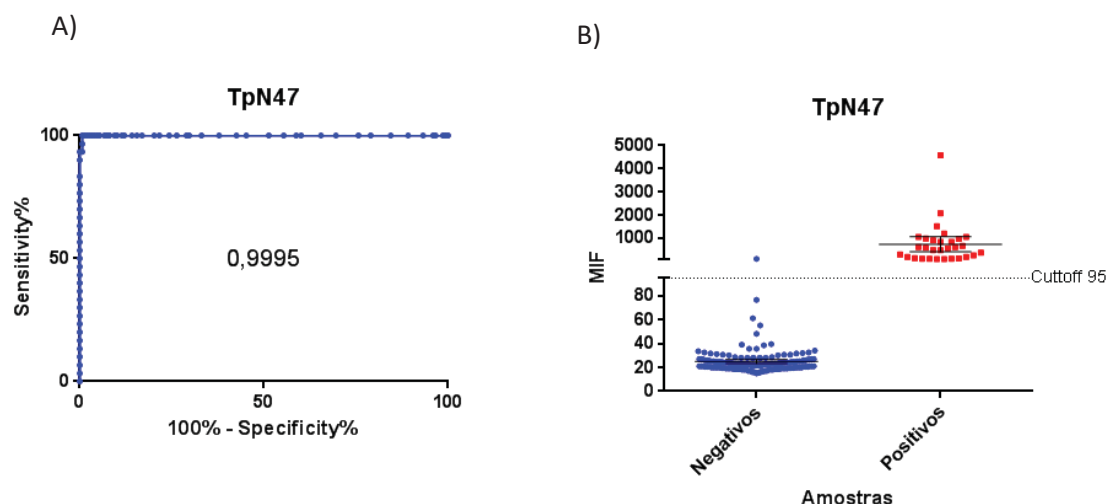 A)
TpN47
100
50
0
Sensitivity%
0,9995
0
50
100
100% - Specificity%
B)
TpN47
5000
4000
3000
2000
1000
MIF
Cuttoff 95
80
60
40
20
0
Negativos
Positivos
Amostras